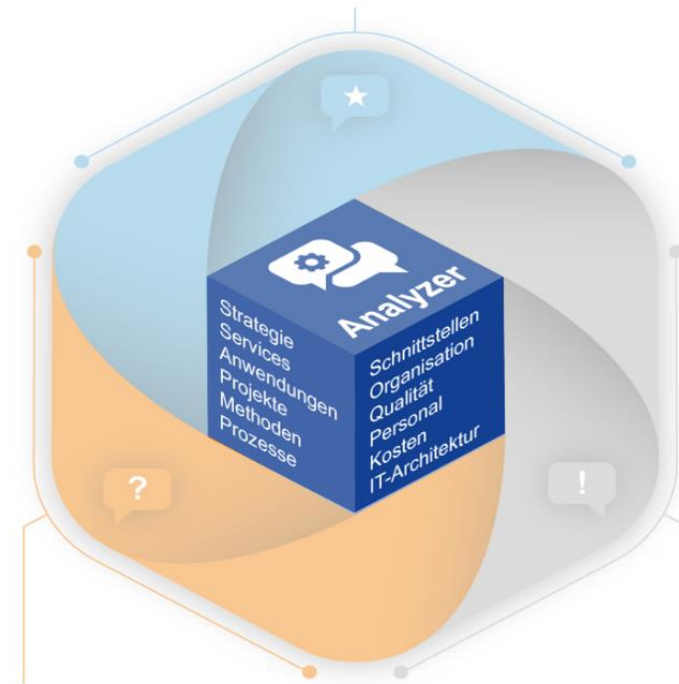 Analyzer
Strategie
Services
Anwendungen
Projekte
Methoden
Prozesse
Schnittstellen
Organisation
Qualität
Personal
Kosten
IT-Architektur
?
!